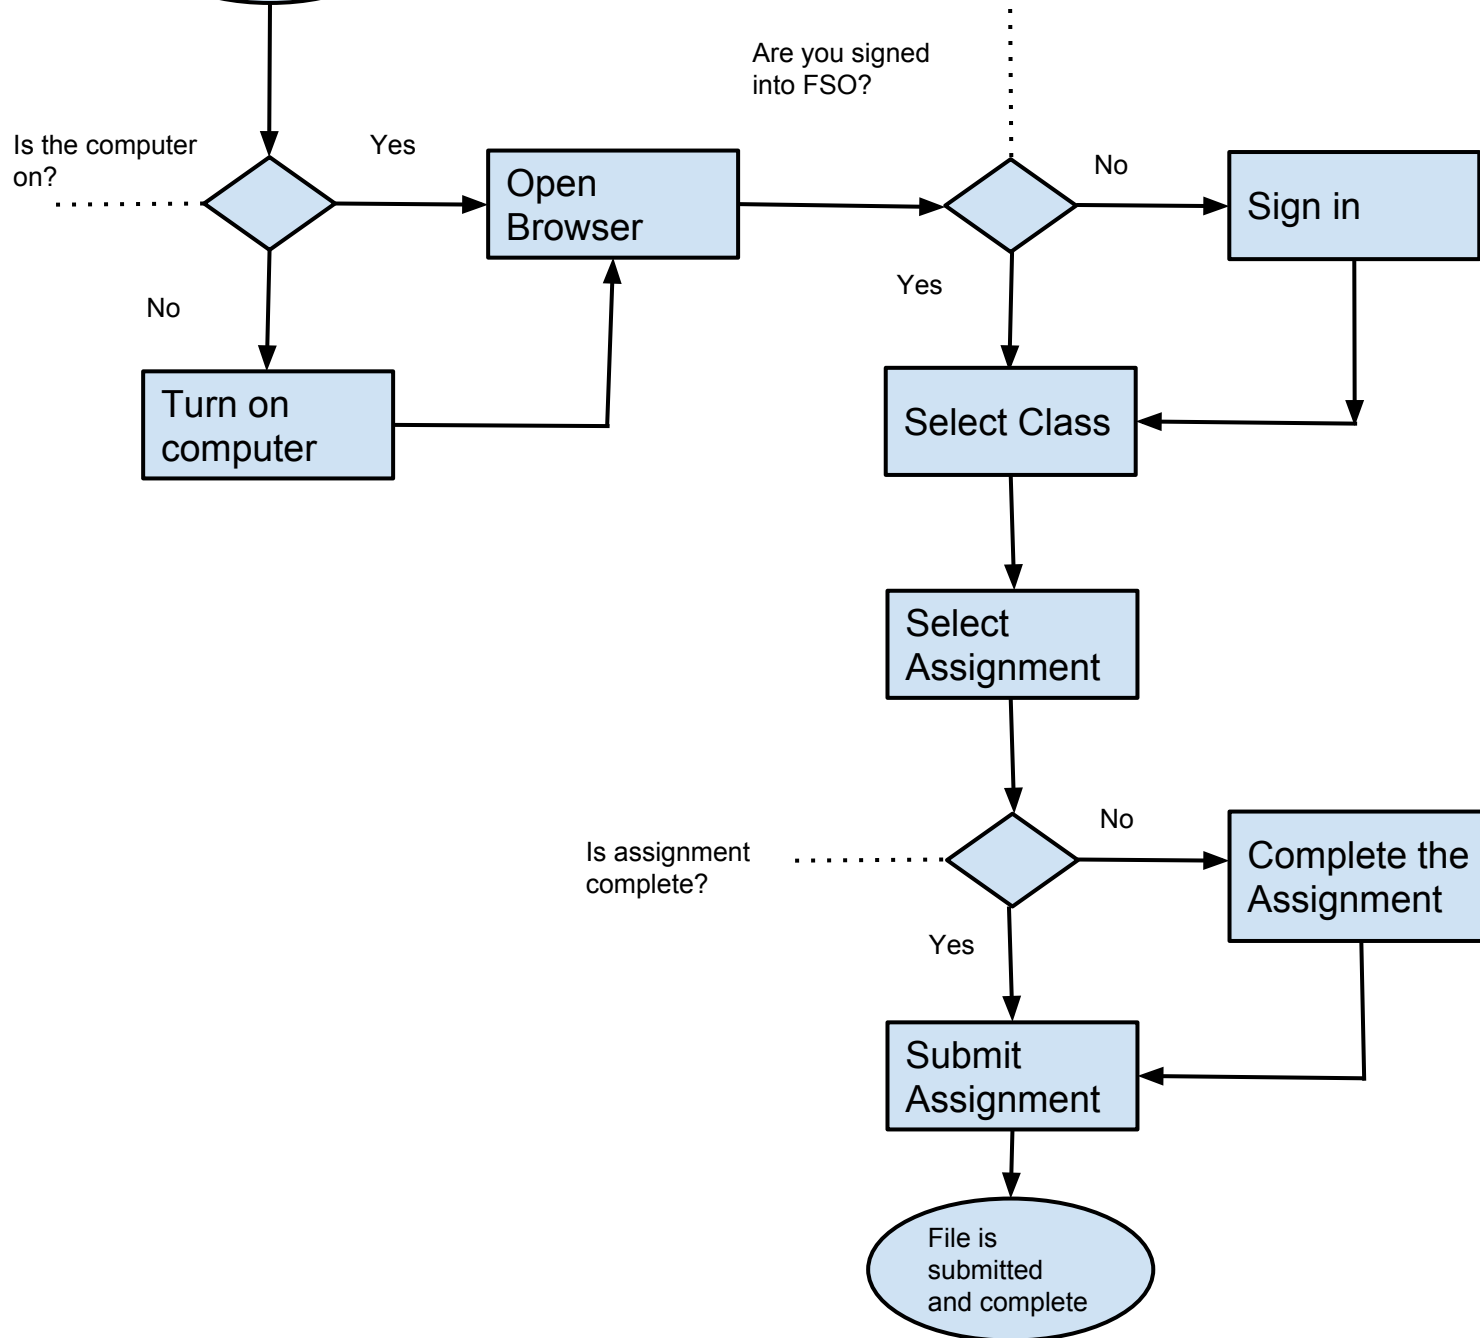 Is the computer
on?
Yes
No
Open
Browser
Turn on
computer
Are you signed
into FSO?
No
Yes
Sign in
Select Class
Select
Assignment
Is assignment
complete?
No
Yes
Complete the
Assignment
Submit
Assignment
File is
submitted
and complete